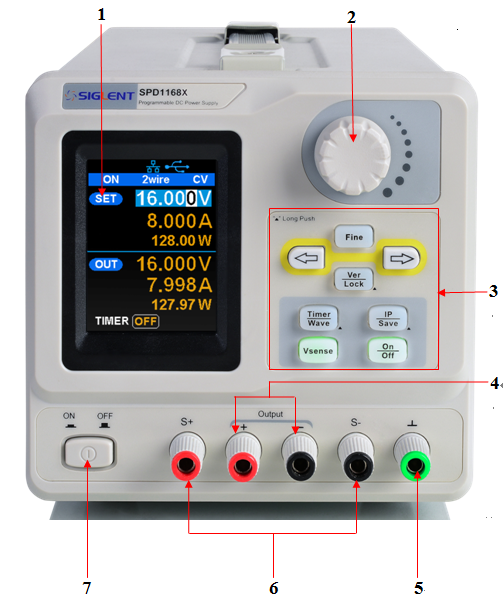 1
2
SIGLENT
SPD1168X
Programmable DC Power Supply
ON 2wire CV
SET 16.000V
8.000A
128.00 W
OUT 16.000V
7.998A
127.97 W
TIMER OFF
Long Push
Fine
Ver
Lock
3
Timer
Wave
IP
Save
Vsense
On
Off
4
ON OFF
S+
Output
+ -
S-
7
6
5